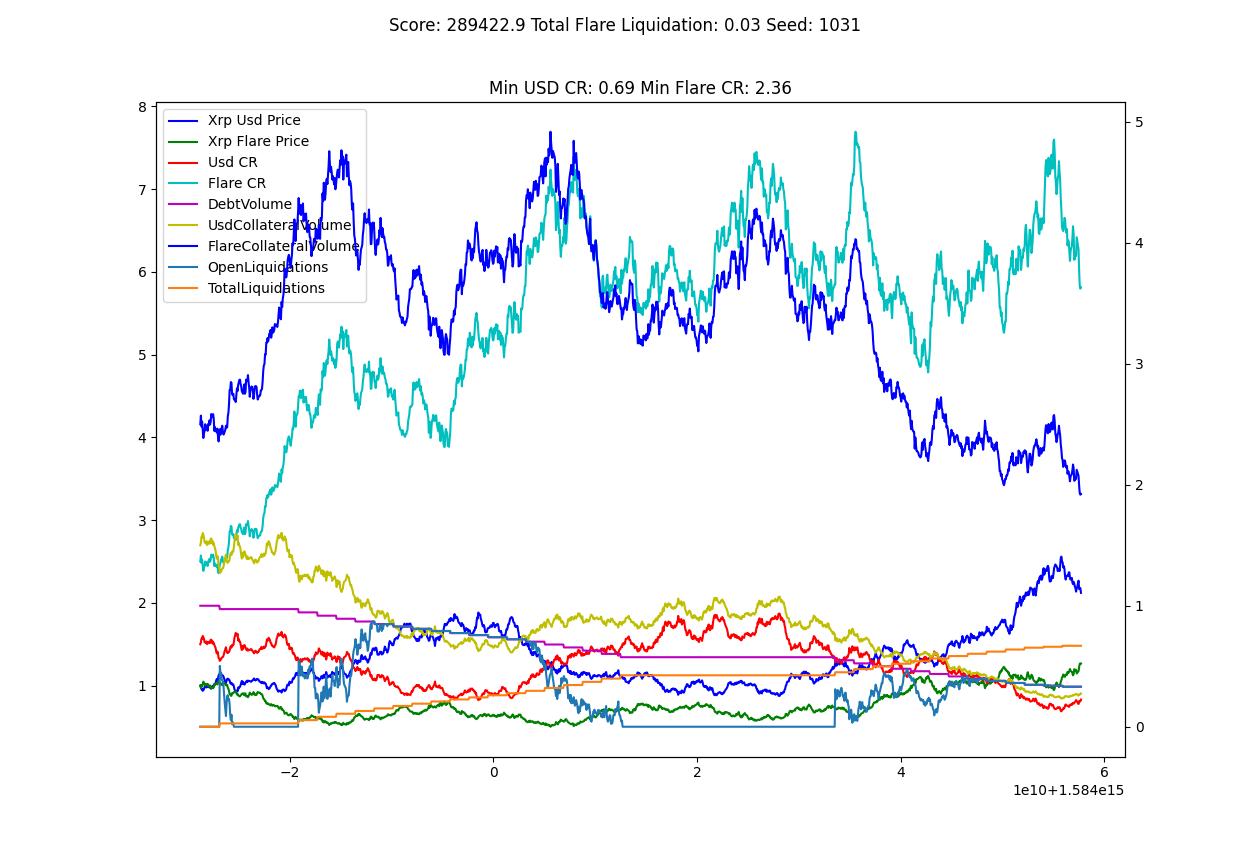 Score: 289422.9 Total Flare Liquidation: 0.03 Seed: 1031
Min USD CR: 0.69 Min Flare CR: 2.36
Xrp Usd Price
Xrp Flare Price
Usd CR
Flare CR
DebtVolume
UsdCollateralVolume
FlareCollateralVolume
OpenLiquidations
TotalLiquidations
8
7
6
5
4
3
2
1
5
4
3
2
1
0
−2
0
2
4
6
1e10+1.584e15